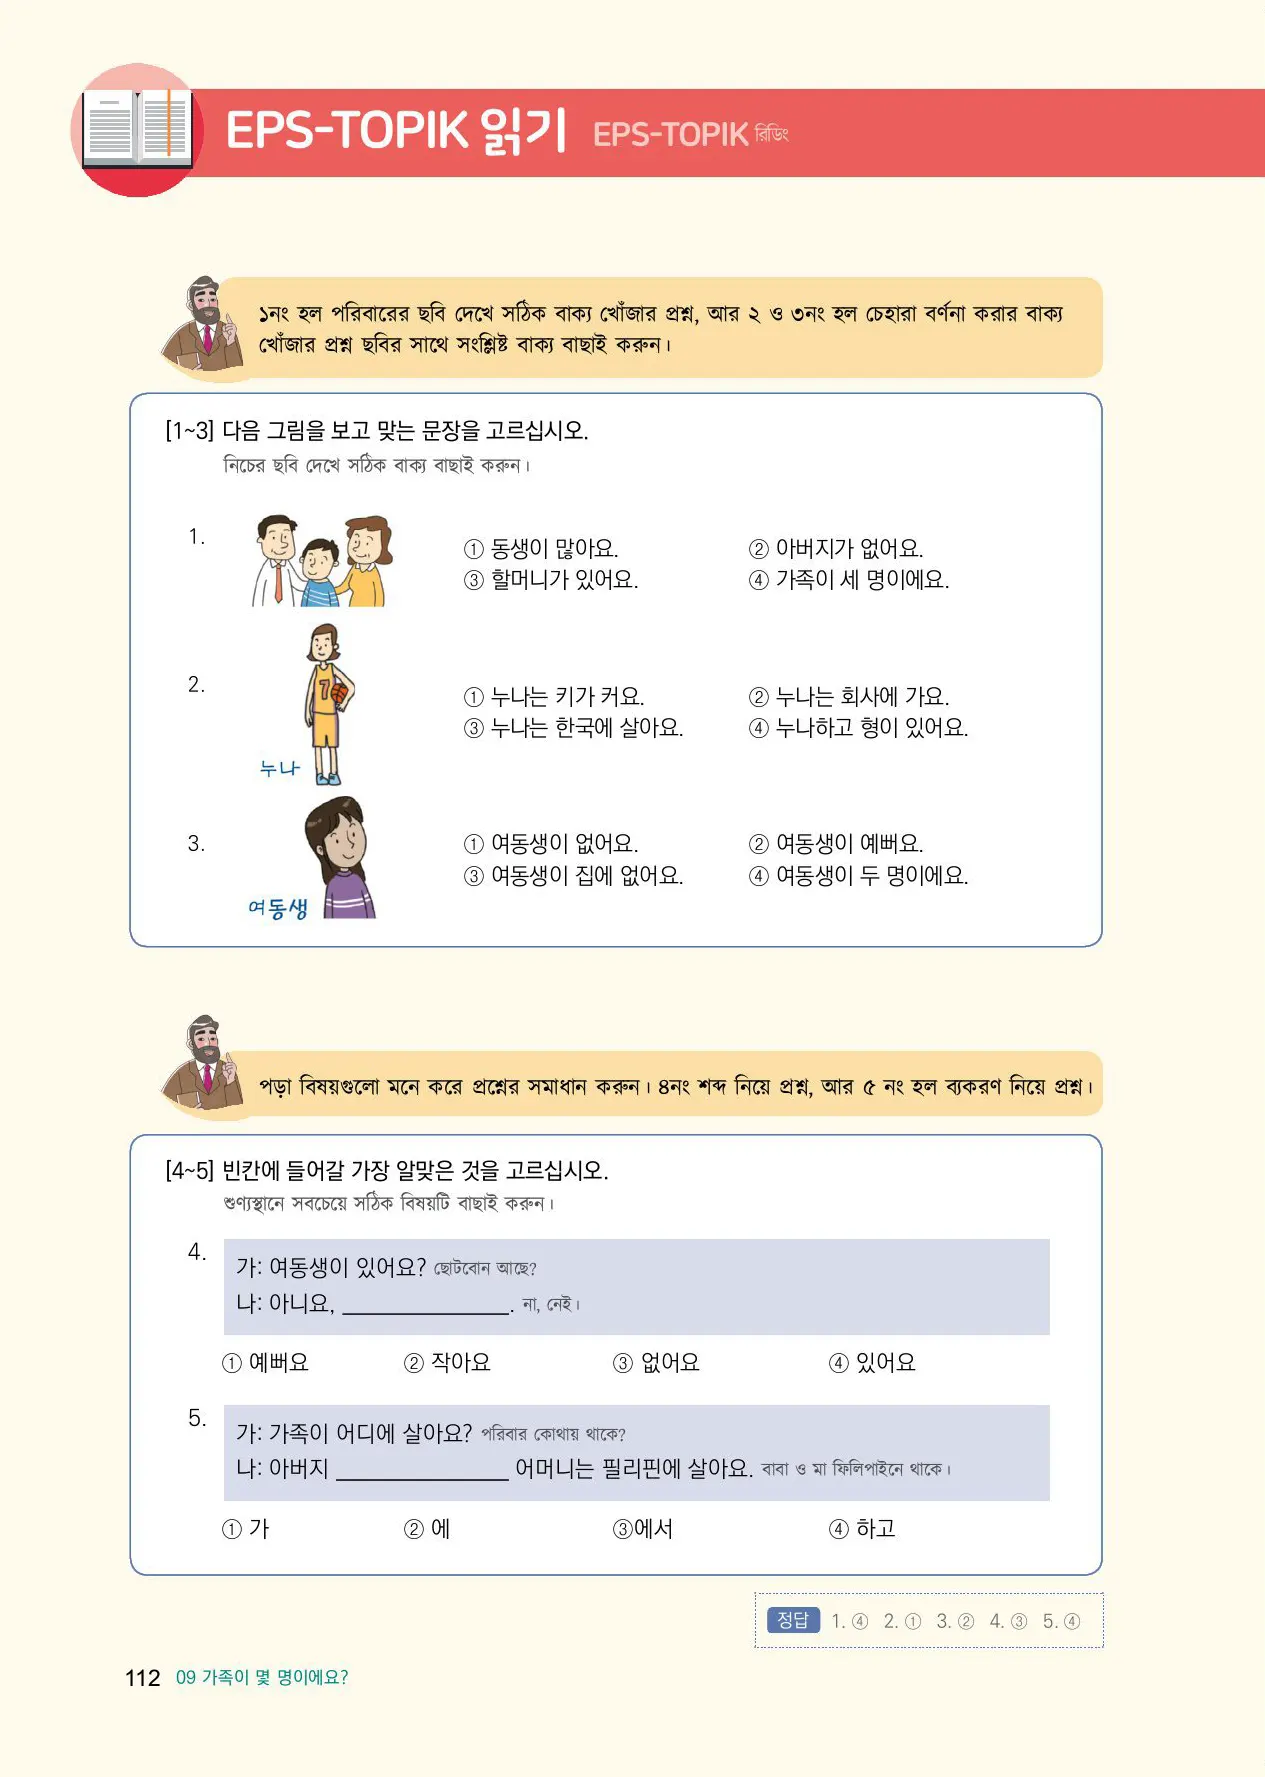 EPS-TOPIK 읽기 EPS-TOPIK রিডিং
১নং হল পরিবারের ছবি দেখে সঠিক বাক্য খোঁজার প্রশ্ন, আর ২ ও ৩নং হল চেহারা বর্ণনা করার বাক্য
খোঁজার প্রশ্ন ছবির সাথে সংশ্লিষ্ট বাক্য বাছাই করুন।
[1~3] 다음 그림을 보고 맞는 문장을 고르십시오.
নিচের ছবি দেখে সঠিক বাক্য বাছাই করুন।
1.
① 동생이 많아요. ② 아버지가 없어요.
③ 할머니가 있어요. ④ 가족이 세 명이에요.
7
2.
① 누나는 키가 커요. ② 누나는 회사에 가요.
③ 누나는 한국에 살아요. ④ 누나하고 형이 있어요.
누나
3.
① 여동생이 없어요. ② 여동생이 예뻐요.
③ 여동생이 집에 없어요. ④ 여동생이 두 명이에요.
여동생
পড়া বিষয়গুলো মনে করে প্রশ্নের সমাধান করুন। ৪নং শব্দ নিয়ে প্রশ্ন, আর ৫ নং হল ব্যকরণ নিয়ে প্রশ্ন।
[4~5] 빈칸에 들어갈 가장 알맞은 것을 고르십시오.
শুণ্যস্থানে সবচেয়ে সঠিক বিষয়টি বাছাই করুন।
4.
가: 여동생이 있어요? ছোটবোন আছে?
나: 아니요, _______________. না, নেই।
① 예뻐요 ② 작아요 ③ 없어요 ④ 있어요
5.
가: 가족이 어디에 살아요? পরিবার কোথায় থাকে?
나: 아버지 _______________ 어머니는 필리핀에 살아요. বাবা ও মা ফিলিপাইনে থাকে।
① 가 ② 에 ③에서 ④ 하고
정답 1. ④ 2. ① 3. ② 4. ③ 5. ④
112 09 가족이 몇 명이에요?